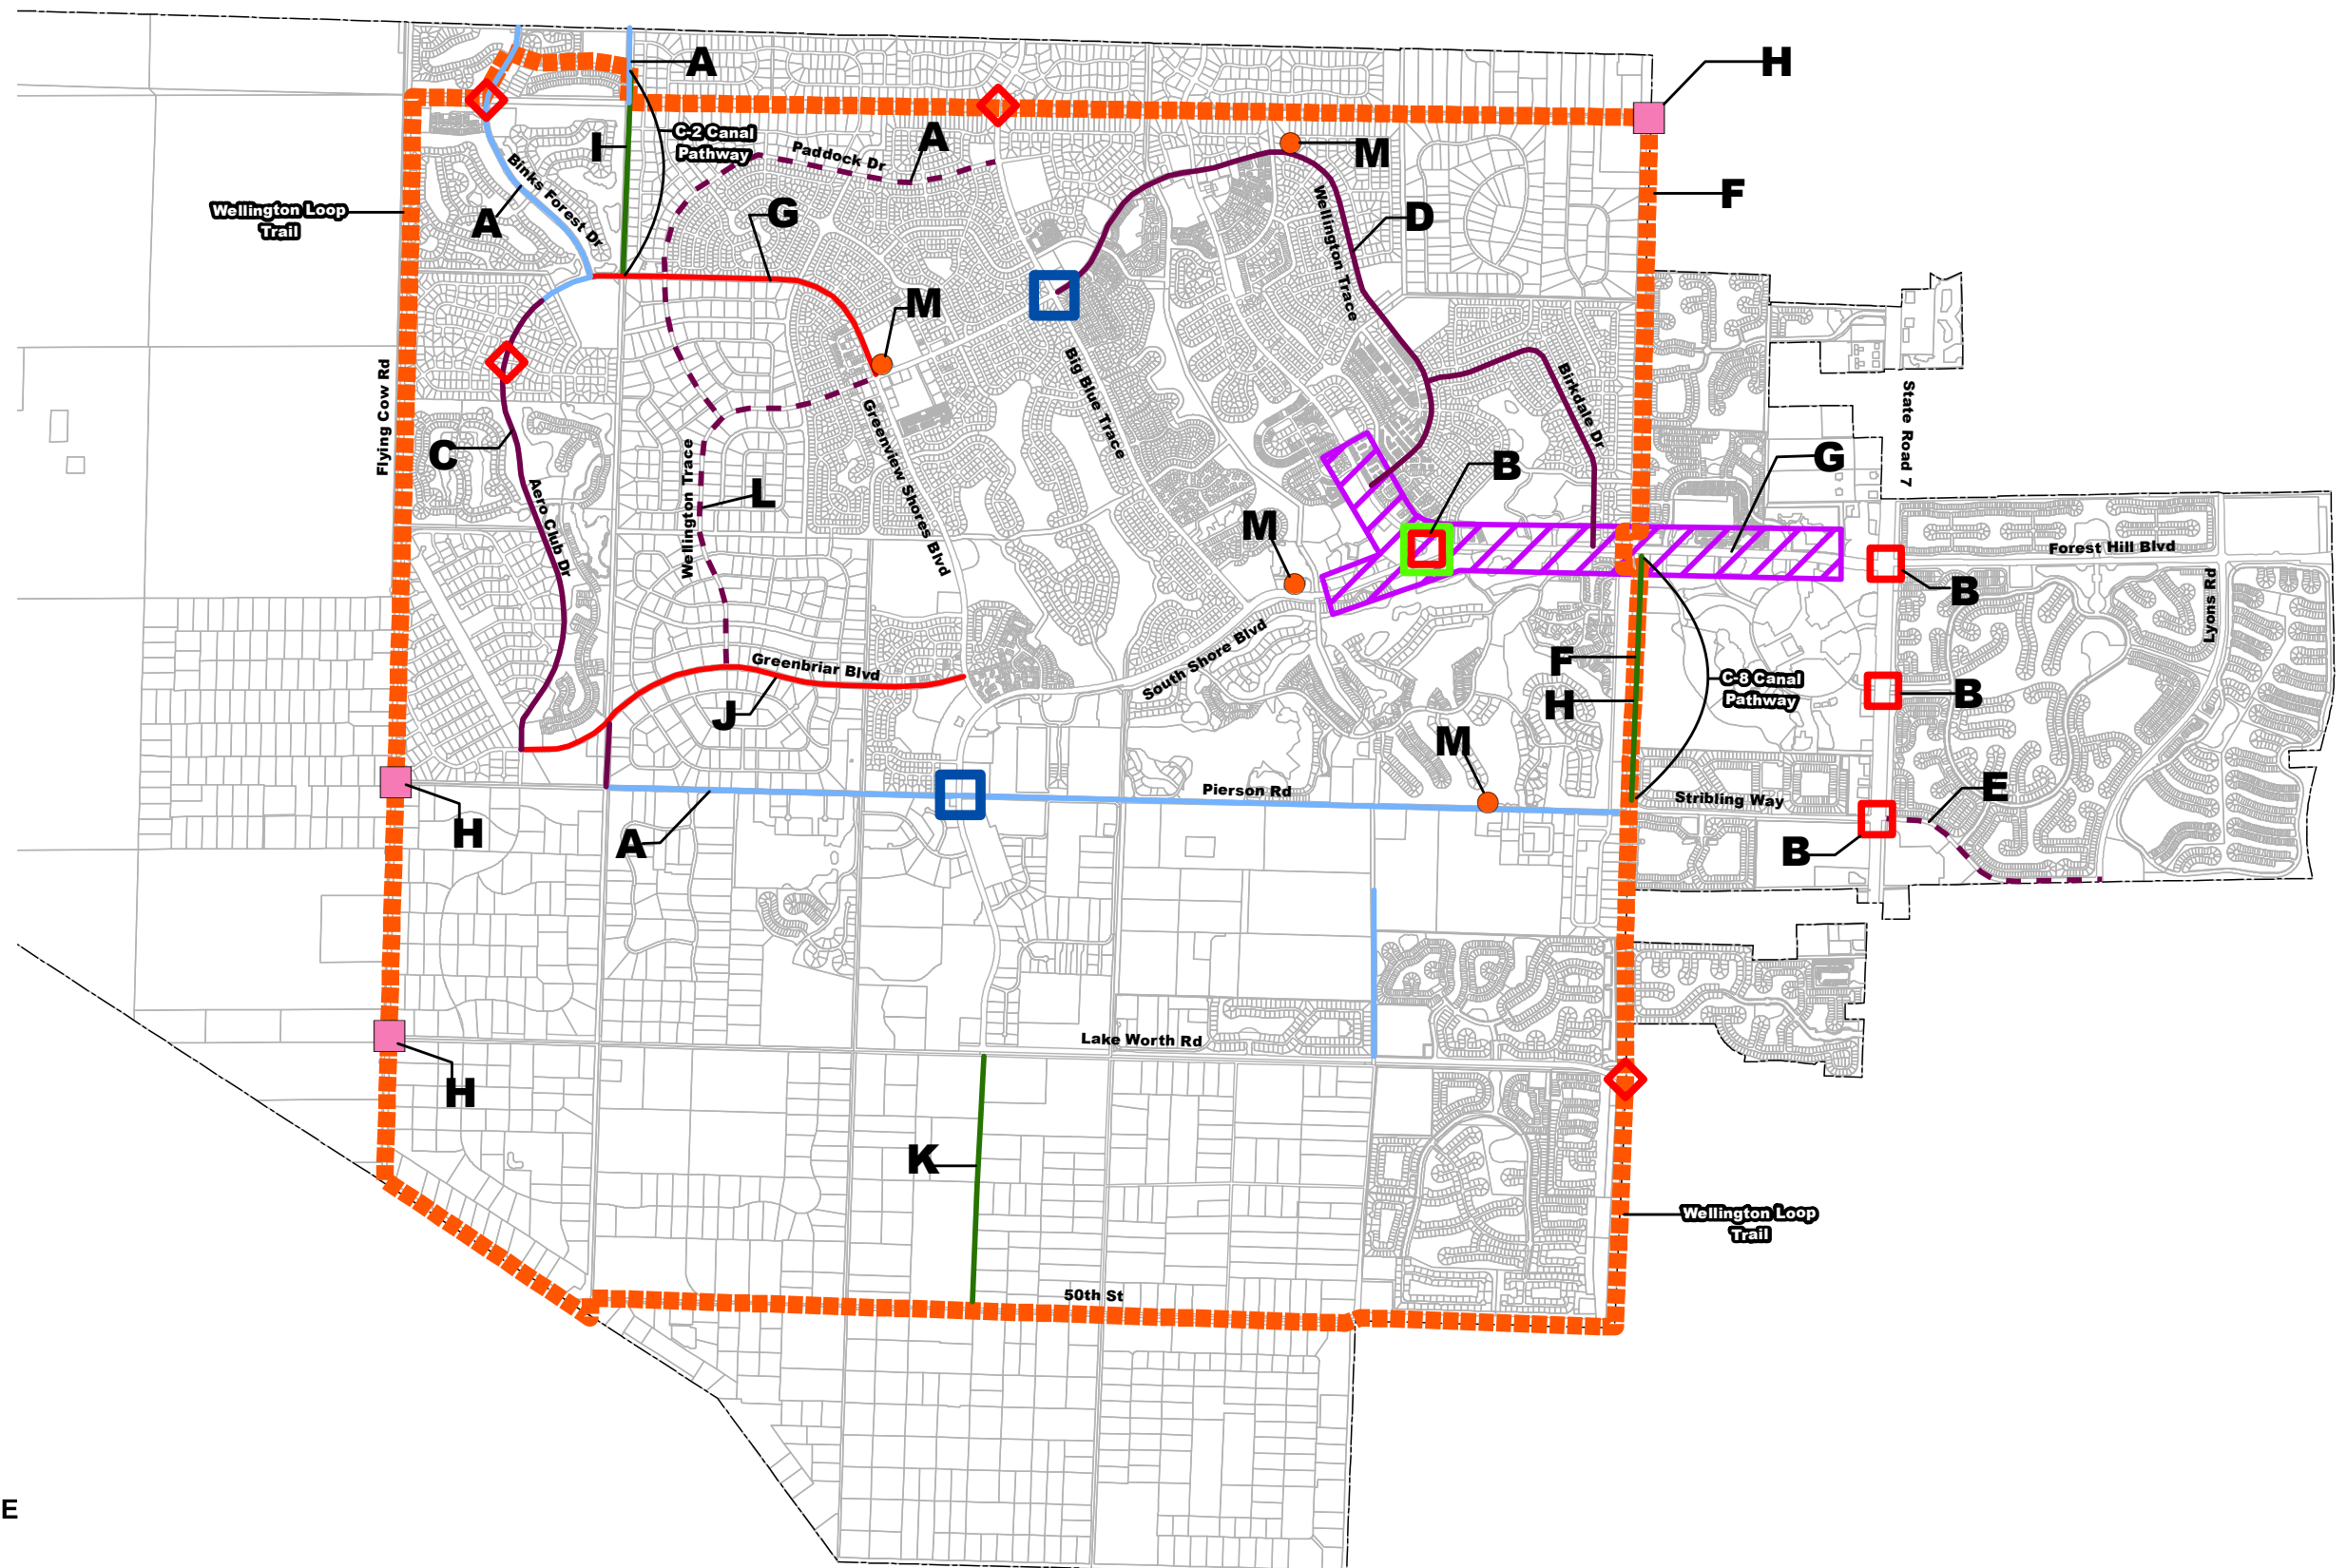 A
H
C-2 Canal
Pathway
I
A
Paddock Dr
M
Binks Forest Dr
F
Wellington Loop
Trail
A
G
Wellington Trace
D
M
Flying Cow Rd
Big Blue Trace
Birkdale Dr
State Road 7
C
Greenview Shores Blvd
B
G
Aero Club Dr
Wellington Trace
L
M
Forest Hill Blvd
B
Lyons Rd
South Shore Blvd
Greenbriar Blvd
F
H
C-8 Canal
Pathway
B
J
M
Pierson Rd
Stribling Way
E
H
A
B
Lake Worth Rd
H
K
Wellington Loop
Trail
50th St
E